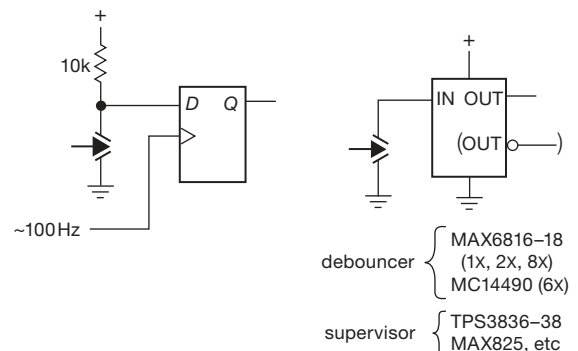 +
10k
D Q
~100Hz
+
IN OUT
(OUT )
debouncer
MAX6816–18
(1x, 2x, 8x)
MC14490 (6x)
supervisor
TPS3836–38
MAX825, etc